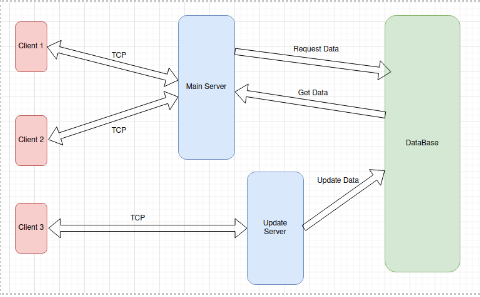 Client 1
TCP
Main Server
Request Data
Get Data
Client 2
TCP
DataBase
Client 3
TCP
Update
Server
Update Data